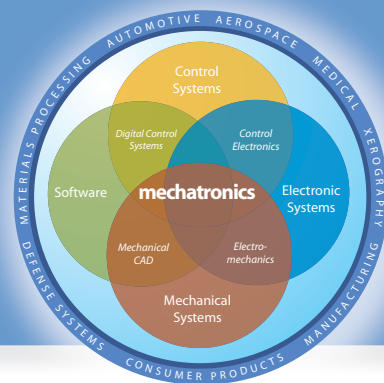 MATERIALS PROCESSING AUTOMOTIVE AEROSPACE MEDICAL XEROGRAPHY
Control
Systems
Digital Control
Systems
Control
Electronics
Software
mechatronics
Electronic
Systems
Mechanical
CAD
Electro-
mechanics
Mechanical
Systems
DEFENSE SYSTEMS CONSUMER PRODUCTS MANUFACTURING